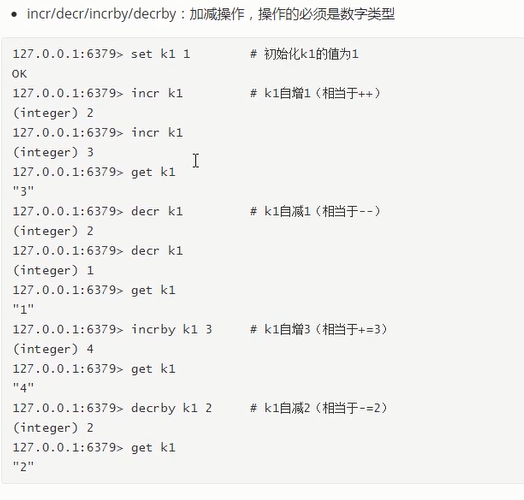 • incr/decr/incrby/decrby：加减操作，操作的必须是数字类型
127.0.0.1:6379> set k1 1        # 初始化k1的值为1
OK
127.0.0.1:6379> incr k1         # k1自增1（相当于++）
(integer) 2
127.0.0.1:6379> incr k1
(integer) 3
127.0.0.1:6379> get k1
"3"
127.0.0.1:6379> decr k1         # k1自减1（相当于--）
(integer) 2
127.0.0.1:6379> decr k1
(integer) 1
127.0.0.1:6379> get k1
"1"
127.0.0.1:6379> incrby k1 3     # k1自增3（相当于+=3）
(integer) 4
127.0.0.1:6379> get k1
"4"
127.0.0.1:6379> decrby k1 2     # k1自减2（相当于-=2）
(integer) 2
127.0.0.1:6379> get k1
"2"